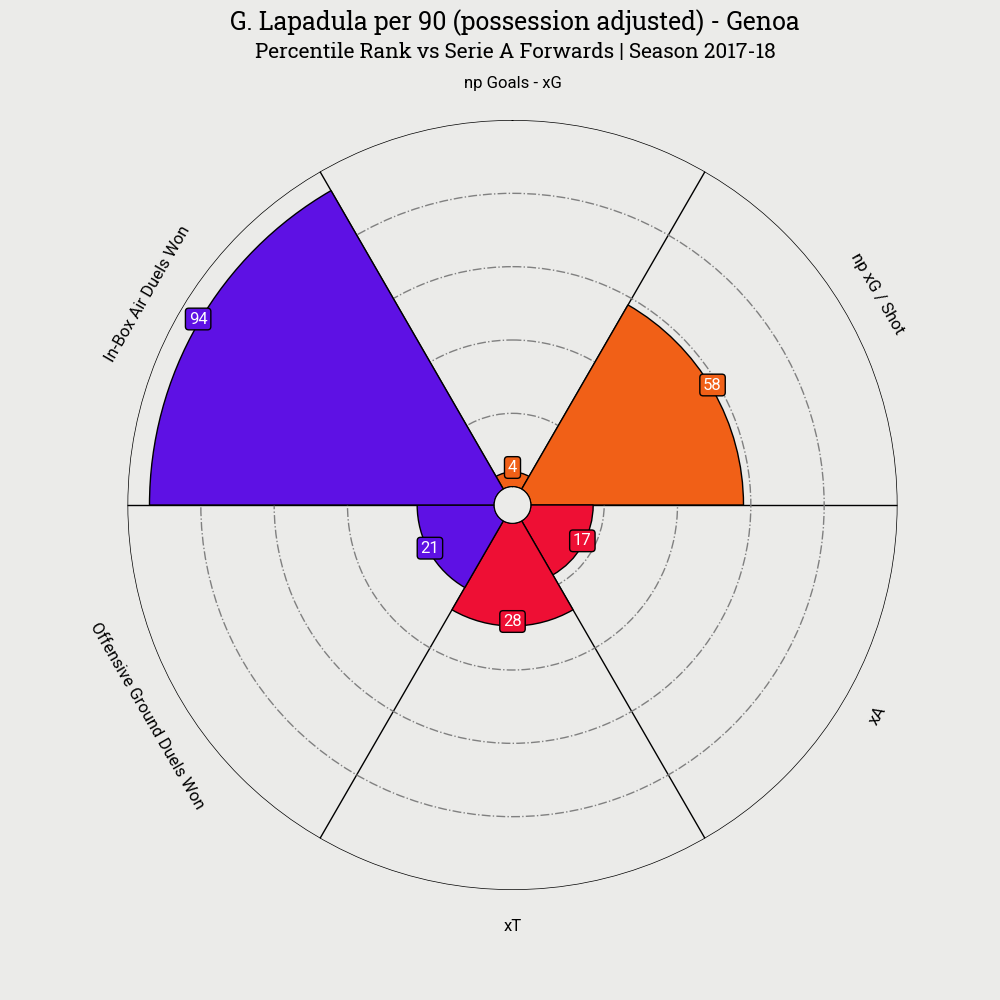 G. Lapadula per 90 (possession adjusted) - Genoa
Percentile Rank vs Serie A Forwards | Season 2017-18
np Goals - xG
np xG / Shot
In-Box Air Duels Won
94
58
4
21
17
28
Offensive Ground Duels Won
xA
xT